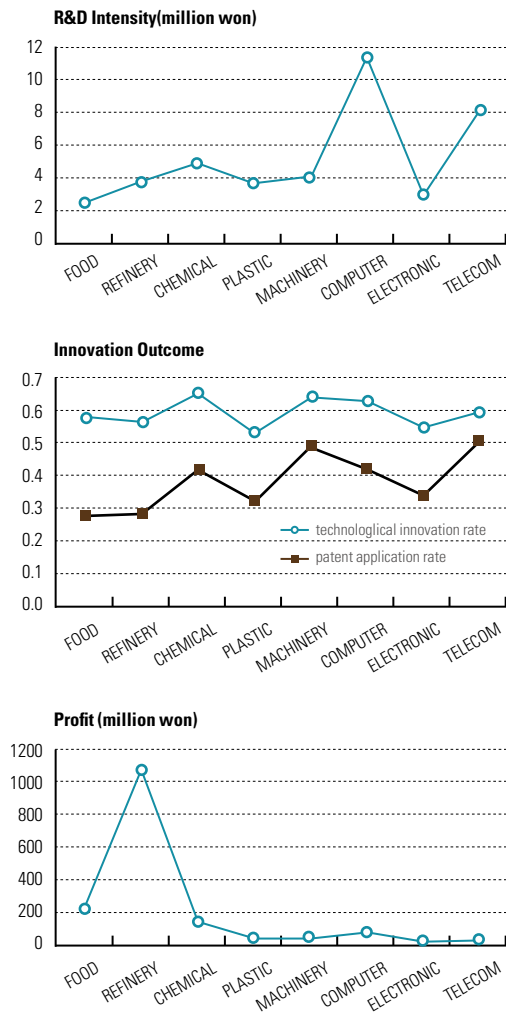 R&D Intensity(million won)
12
10
8
6
4
2
0
FOOD
REFINERY
CHEMICAL
PLASTIC
MACHINERY
COMPUTER
ELECTRONIC
TELECOM
Innovation Outcome
0.7
0.6
0.5
0.4
0.3
0.2
0.1
0.0
technologlical innovation rate
patent application rate
FOOD
REFINERY
CHEMICAL
PLASTIC
MACHINERY
COMPUTER
ELECTRONIC
TELECOM
Profit (million won)
1200
1000
800
600
400
200
0
FOOD
REFINERY
CHEMICAL
PLASTIC
MACHINERY
COMPUTER
ELECTRONIC
TELECOM